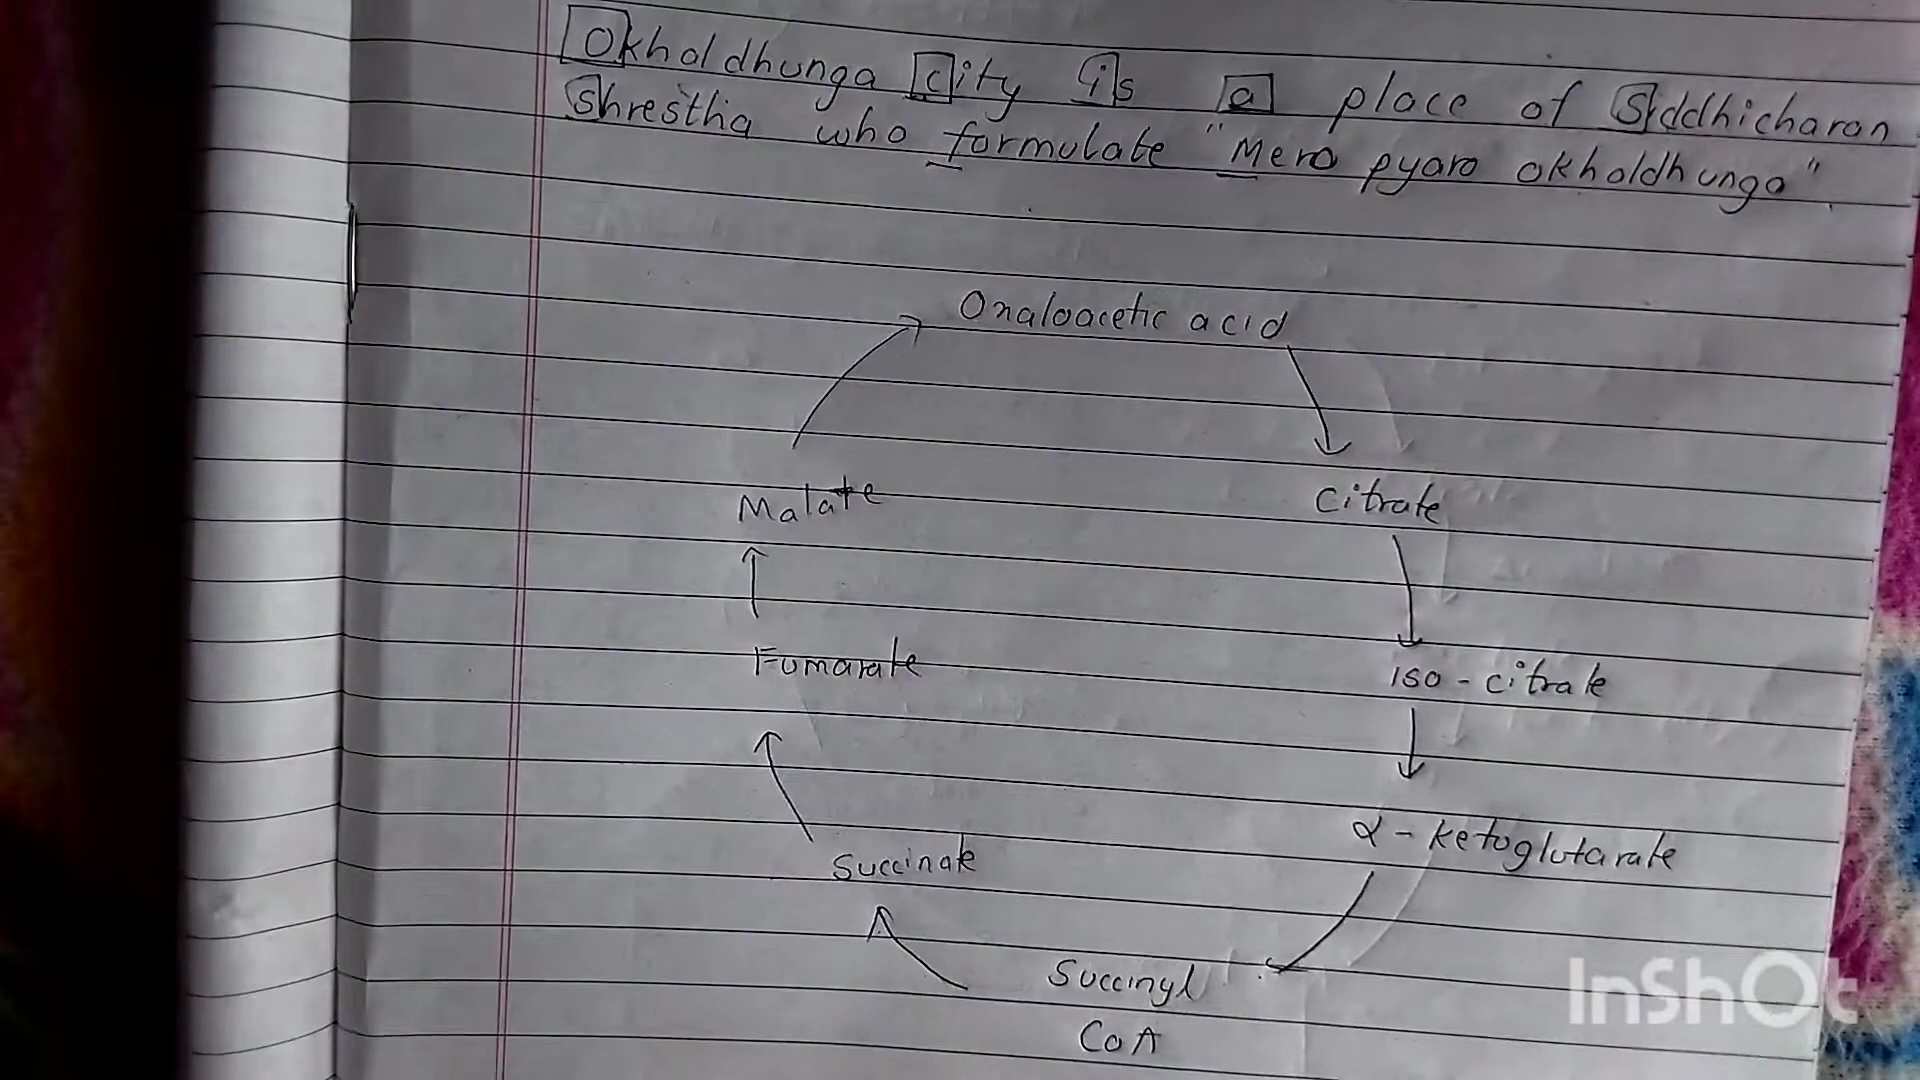 Okholdhunga city is a place of Siddhicharan
Shrestha who formulate "Mero pyaro okholdhunga"
Oxaloacetic acid
Malate
Citrate
Fumarate
iso-citrate
α-ketoglutarate
Succinate
Succinyl
CoA
InShOt